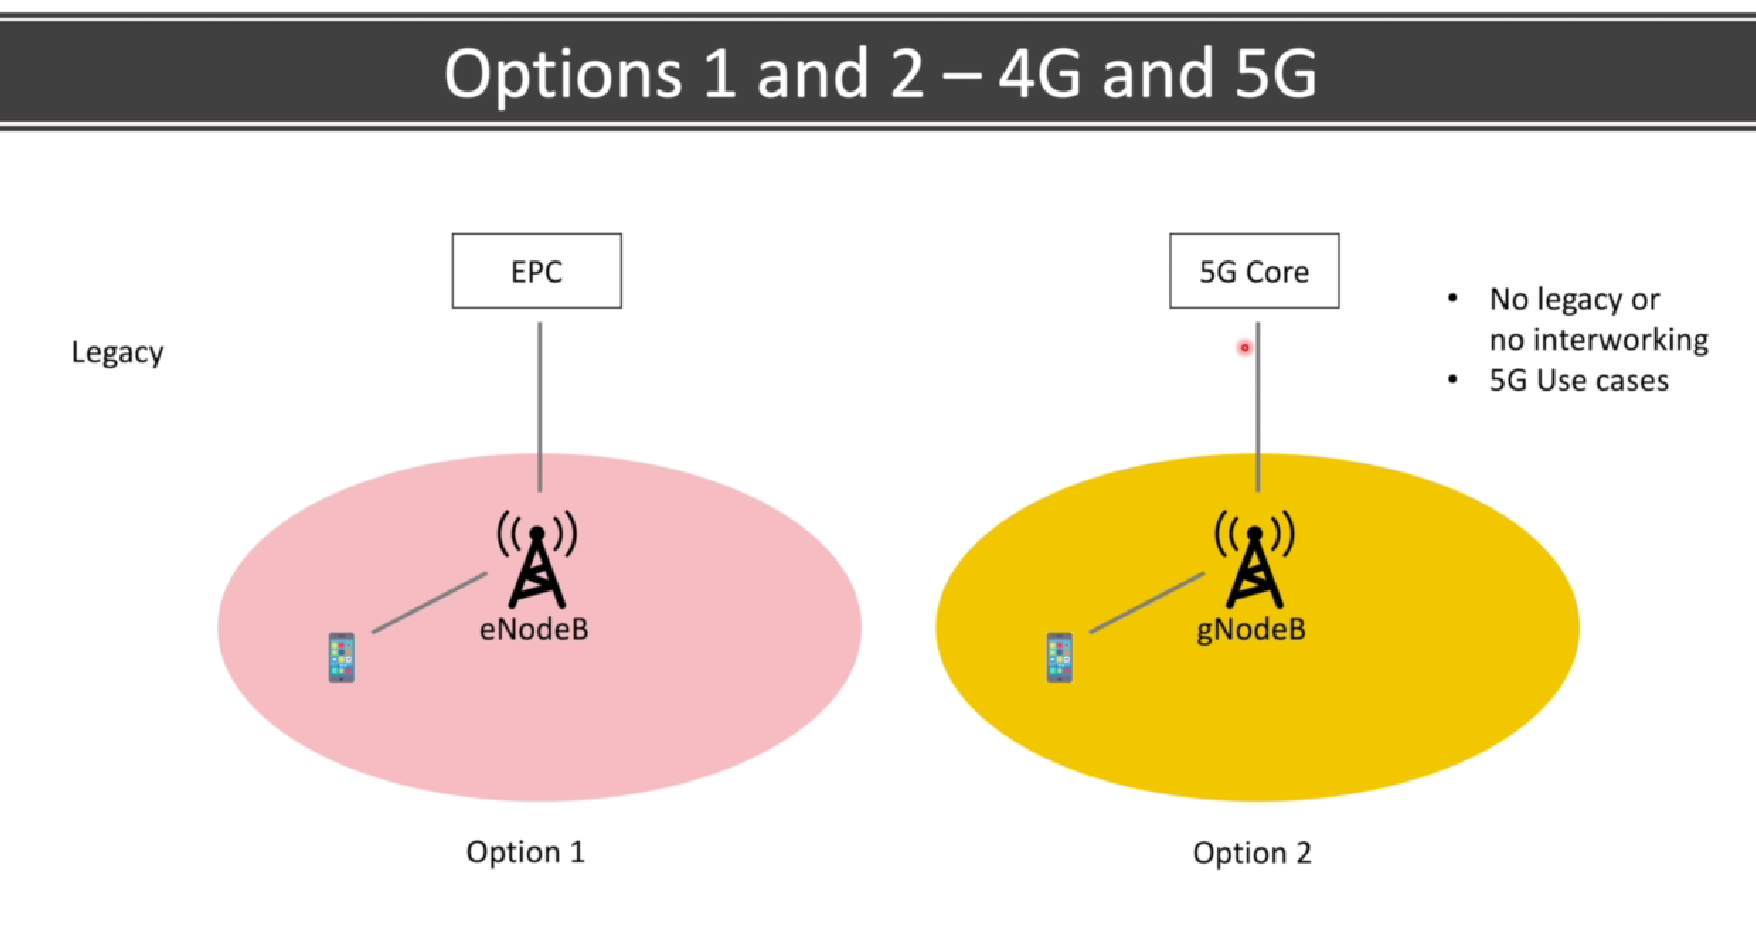 Options 1 and 2 – 4G and 5G
Legacy
EPC
eNodeB
Option 1
5G Core
• No legacy or
no interworking
• 5G Use cases
gNodeB
Option 2